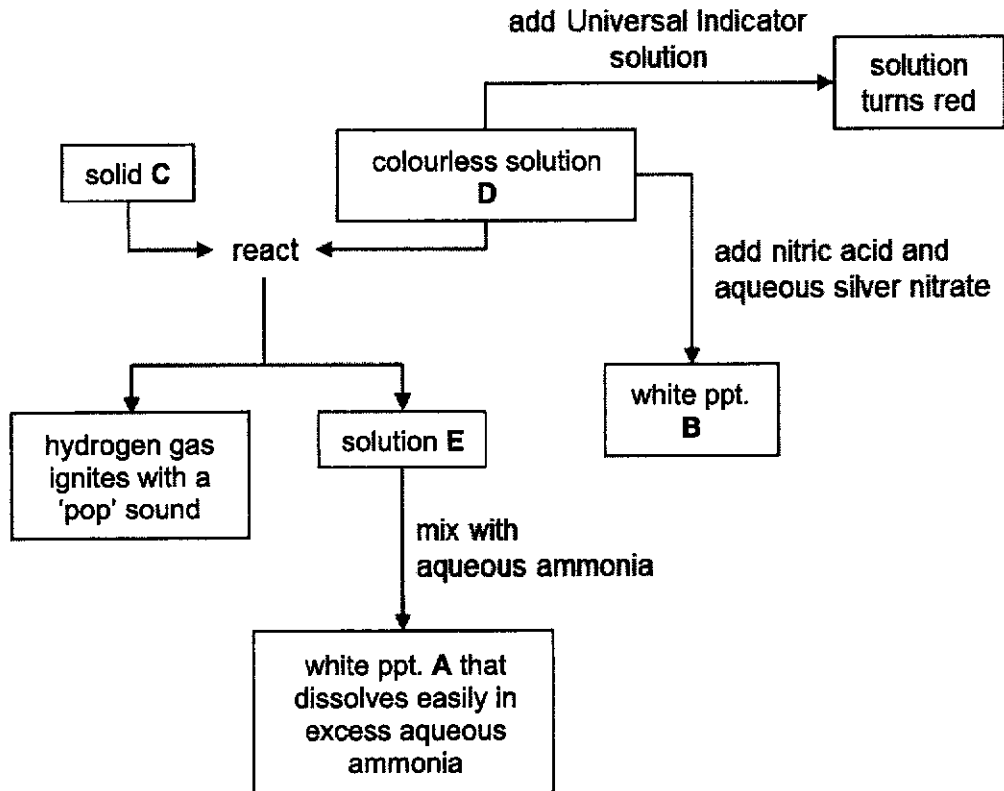 add Universal Indicator
solution
solution
turns red
solid C
colourless solution
D
react
add nitric acid and
aqueous silver nitrate
white ppt.
B
hydrogen gas
ignites with a
'pop' sound
solution E
mix with
aqueous ammonia
white ppt. A that
dissolves easily in
excess aqueous
ammonia